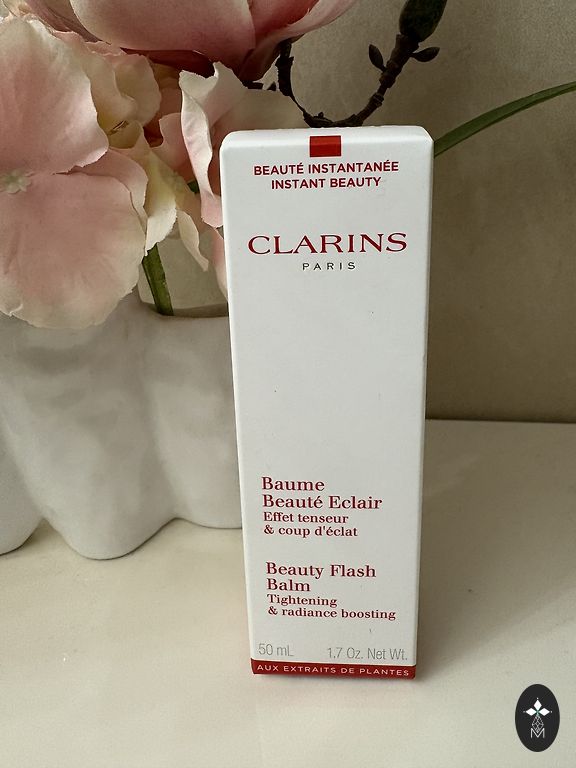 BEAUTÉ INSTANTANÉE
INSTANT BEAUTY
CLARINS
PARIS
Baume
Beauté Eclair
Effet tenseur
& coup d'éclat
Beauty Flash
Balm
Tightening
& radiance boosting
50 mL 1.7 Oz. Net Wt.
AUX EXTRAITS DE PLANTES
M